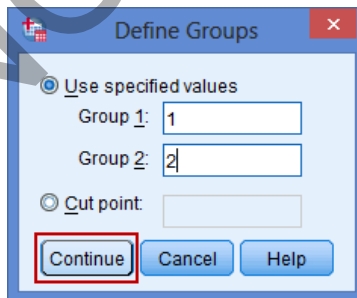 Define Groups
Use specified values
Group 1: 1
Group 2: 2
Cut point:
Continue Cancel Help